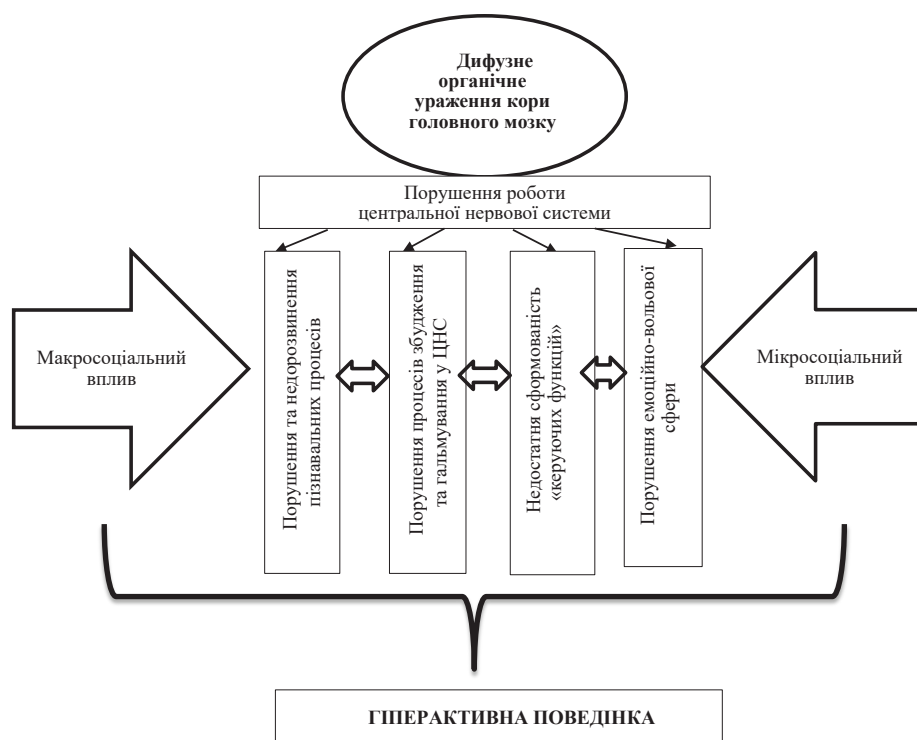 Дифузне
органічне
ураження кори
головного мозку
Порушення роботи
центральної нервової системи
Макросоціальний
вплив
Порушення та недорозвинення
пізнавальних процесів
Порушення процесів збудження
та гальмування у ЦНС
Недостатня сформованість
«керуючих функцій»
Порушення емоційно-вольової
сфери
Мікросоціальний
вплив
ГІПЕРАКТИВНА ПОВЕДІНКА